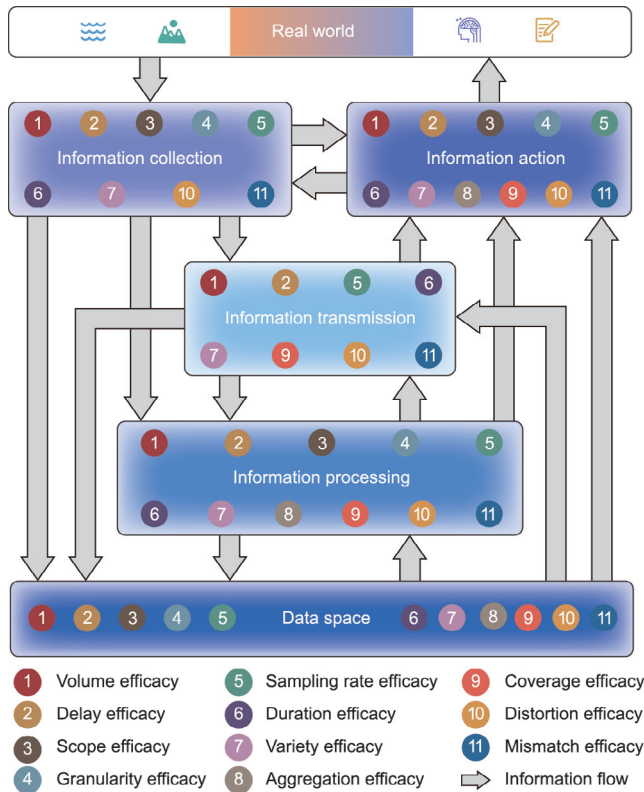 Real world
1 2 3 4 5
Information collection
6 7 10 11
1 2 3 4 5
Information action
6 7 8 9 10 11
1 2 5 6
Information transmission
7 9 10 11
1 2 3 4 5
Information processing
6 7 8 9 10 11
1 2 3 4 5 Data space 6 7 8 9 10 11
1 Volume efficacy
2 Delay efficacy
3 Scope efficacy
4 Granularity efficacy
5 Sampling rate efficacy
6 Duration efficacy
7 Variety efficacy
8 Aggregation efficacy
9 Coverage efficacy
10 Distortion efficacy
11 Mismatch efficacy
Information flow